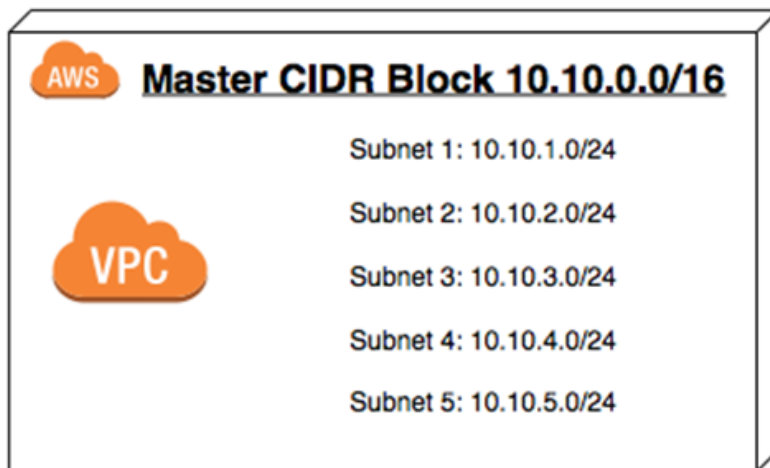 AWS Master CIDR Block 10.10.0.0/16
Subnet 1: 10.10.1.0/24
Subnet 2: 10.10.2.0/24
VPC
Subnet 3: 10.10.3.0/24
Subnet 4: 10.10.4.0/24
Subnet 5: 10.10.5.0/24